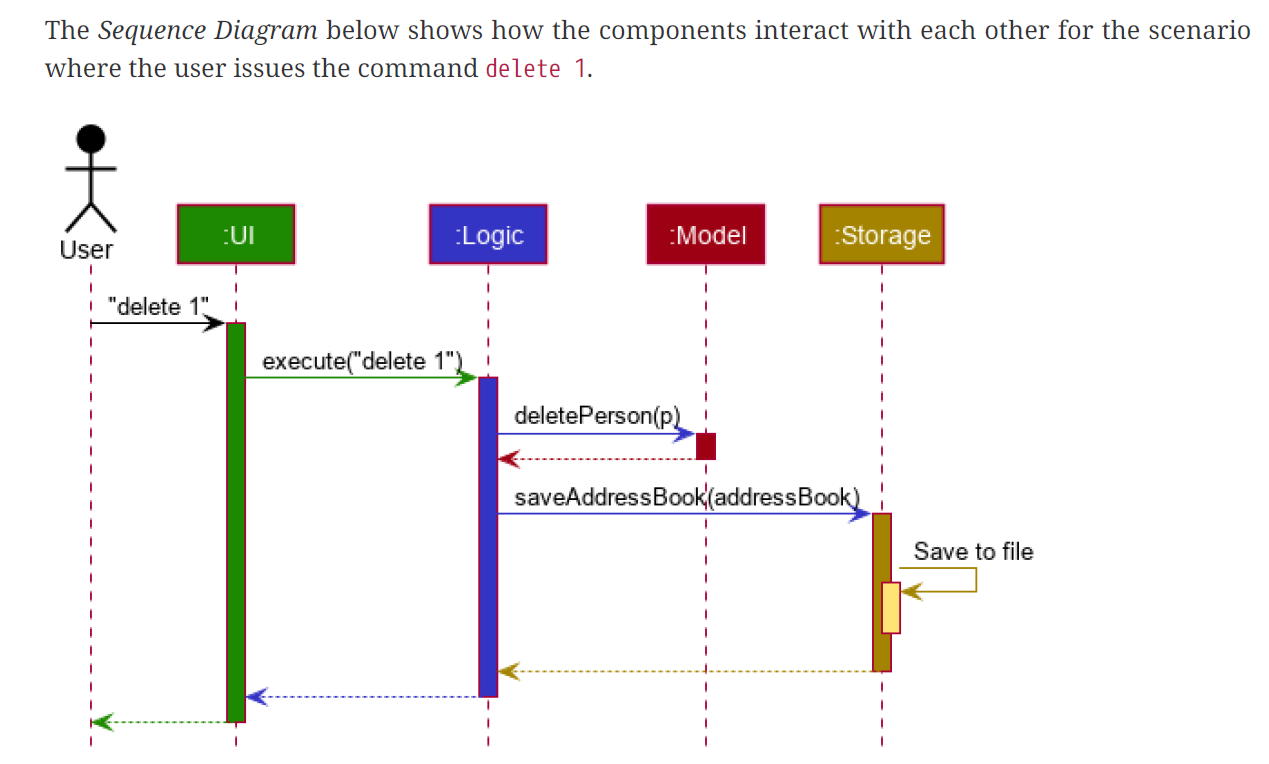 The Sequence Diagram below shows how the components interact with each other for the scenario
where the user issues the command delete 1.
User
:UI
:Logic
:Model
:Storage
"delete 1"
execute("delete 1")
deletePerson(p)
saveAddressBook(addressBook)
Save to file